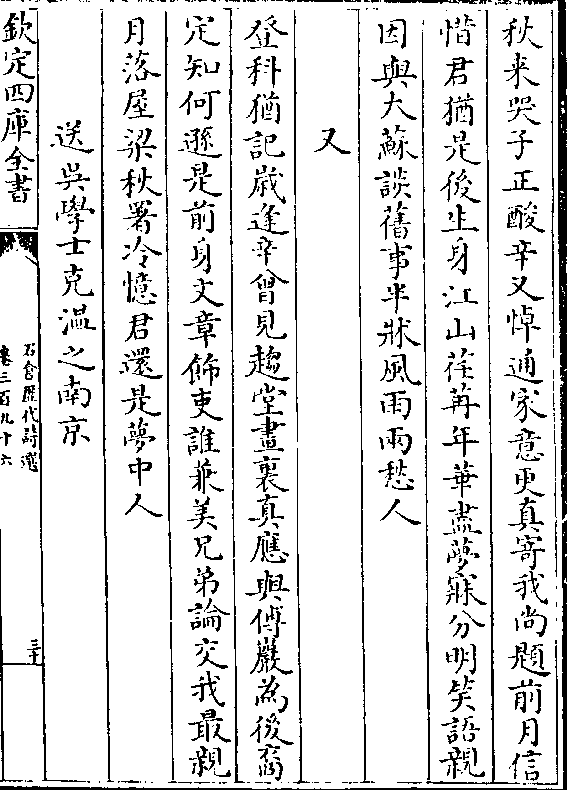 秋来哭子正酸辛又悼通家意更真寄我尚題前月信
惜君猶是後生身江山荏苒年華盡夢寐分明笑語親
因與大蘇談舊事半牀風雨兩愁人
又
登科猶記嵗逢辛曾見趨堂畫裏真應與傅巖為後裔
定知何遜是前身文章飾吏誰兼美兄弟論交我最親
月落屋梁秋署冷憶君還是夢中人
送吳學士克溫之南京
欽定四庫全書
石倉歴代詩選
卷三百九十六
三十